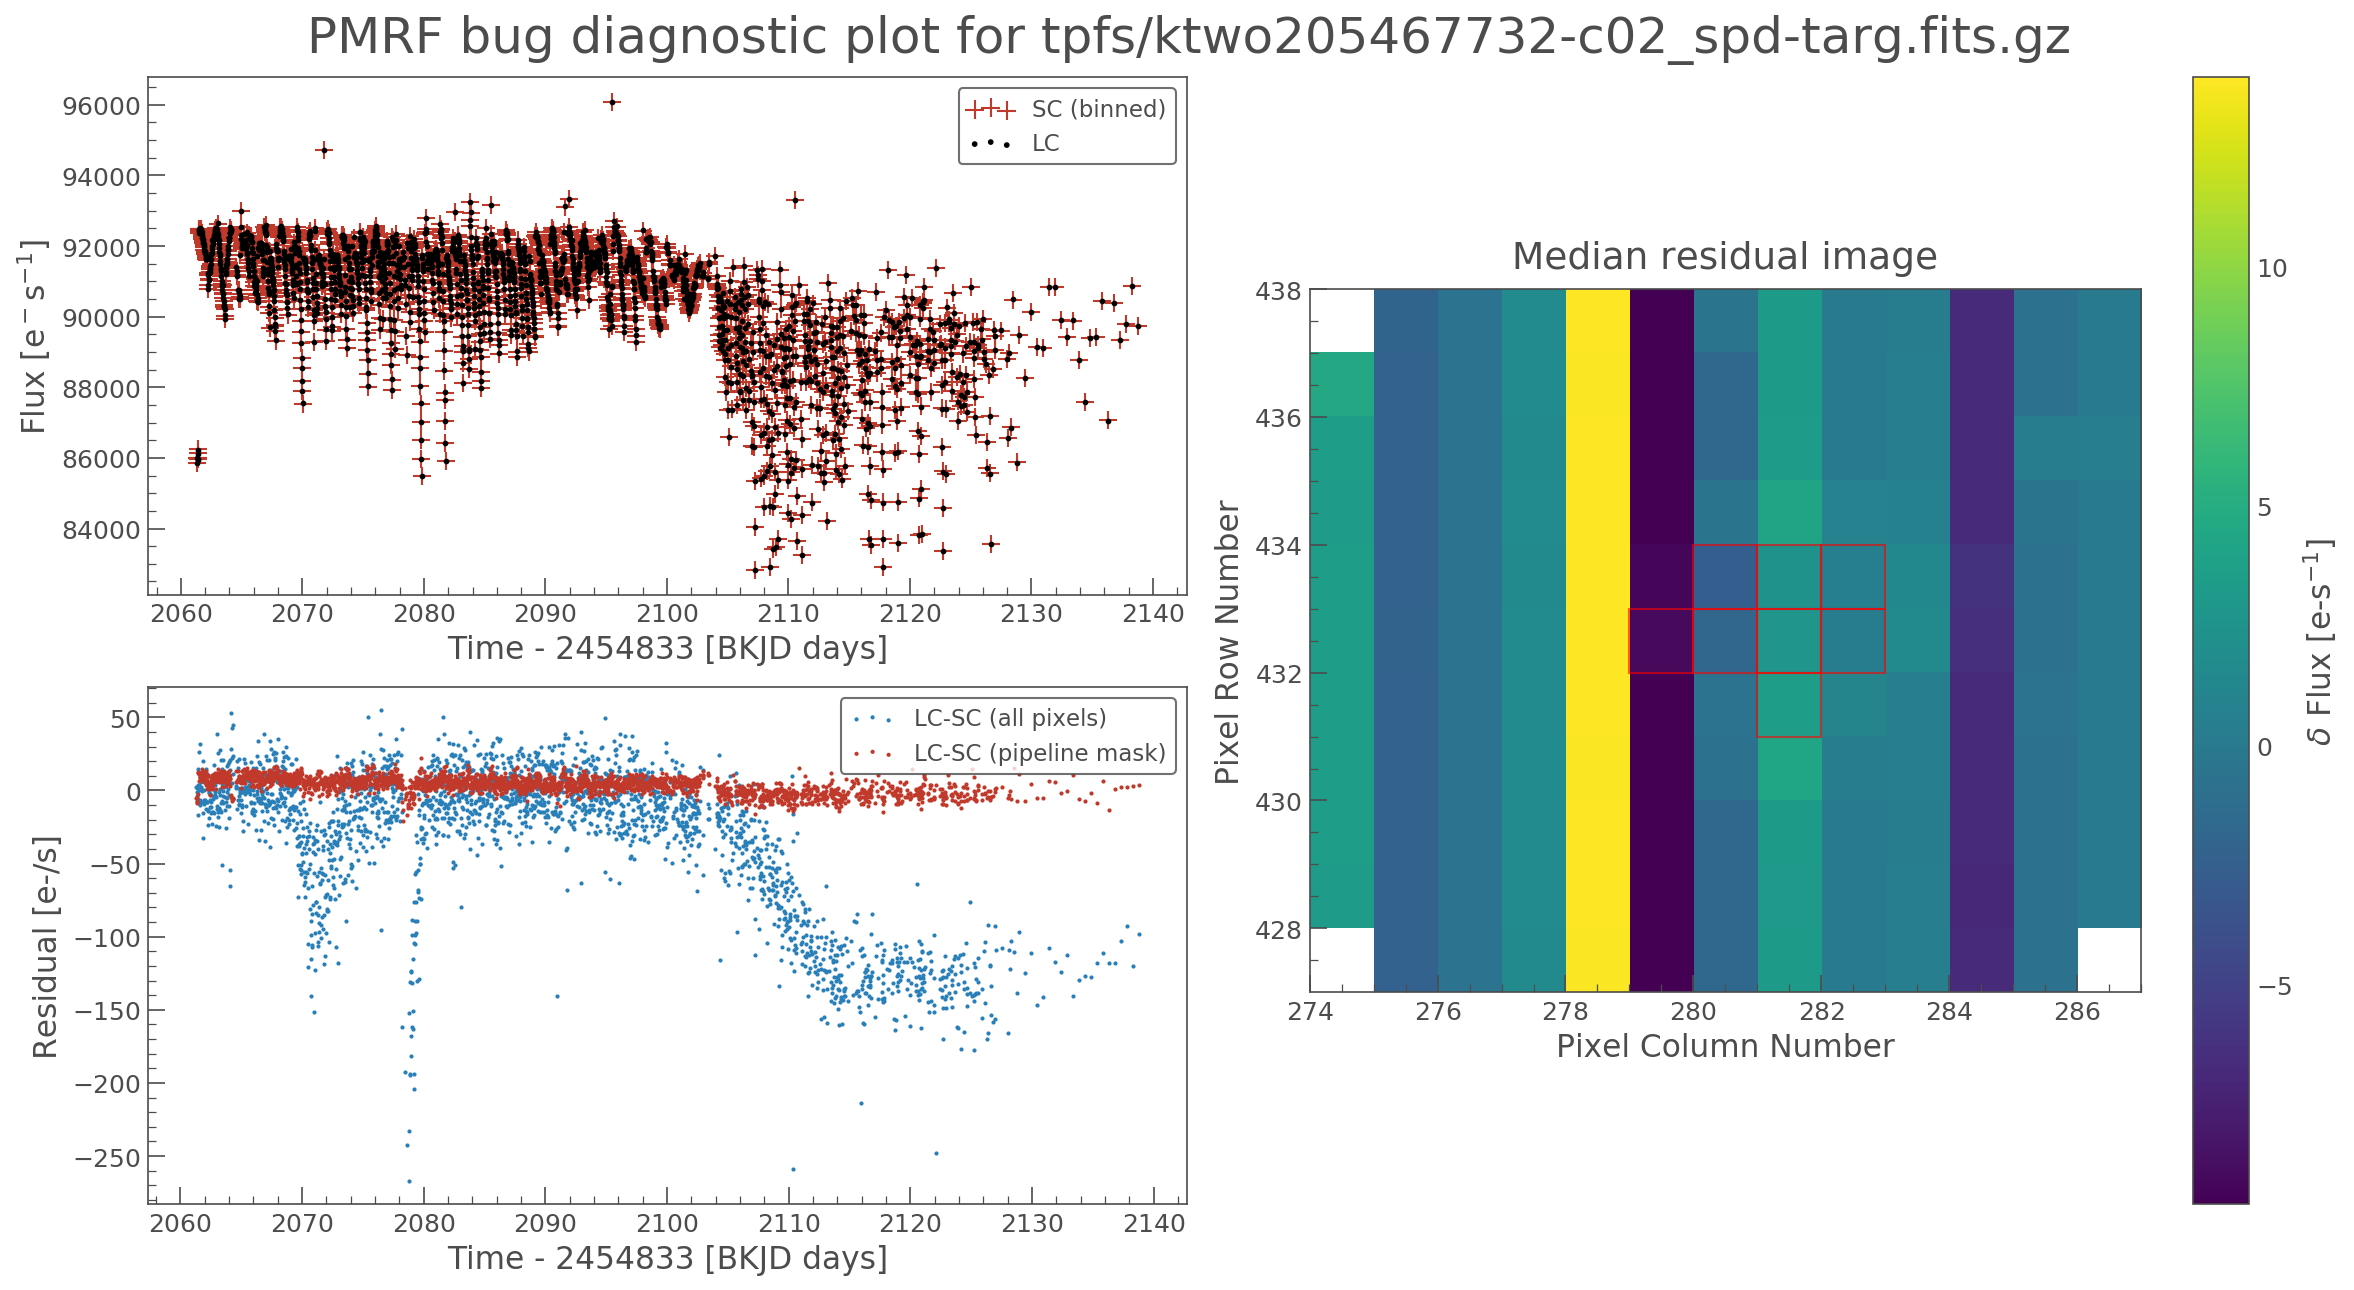 PMRF bug diagnostic plot for tpfs/ktwo205467732-c02_spd-targ.fits.gz
Flux [e⁻ s⁻¹]
96000
94000
92000
90000
88000
86000
84000
SC (binned)
LC
2060 2070 2080 2090 2100 2110 2120 2130 2140
Time - 2454833 [BKJD days]
Residual [e-/s]
50
0
−50
−100
−150
−200
−250
LC-SC (all pixels)
LC-SC (pipeline mask)
2060 2070 2080 2090 2100 2110 2120 2130 2140
Time - 2454833 [BKJD days]
Median residual image
Pixel Row Number
438
436
434
432
430
428
274 276 278 280 282 284 286
Pixel Column Number
10
5
0
−5
δ Flux [e-s⁻¹]